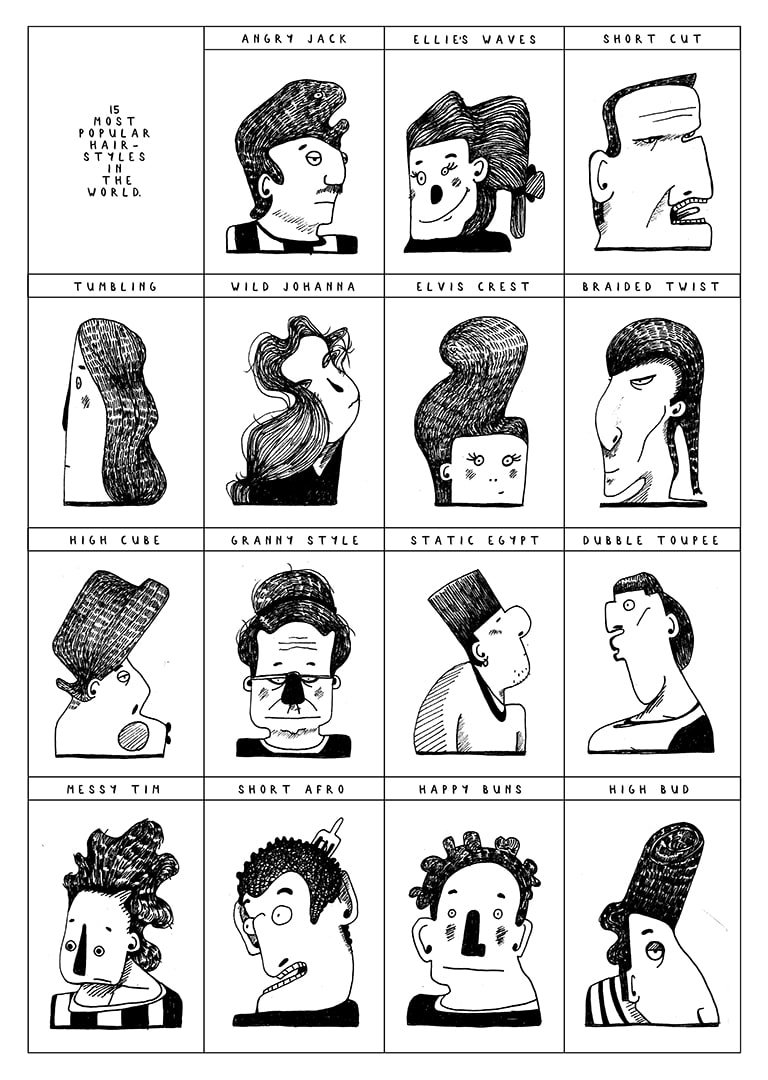 15
MOST
POPULAR
HAIR-
STYLES
IN
THE
WORLD.
ANGRY JACK
ELLIE'S WAVES
SHORT CUT
TUMBLING
WILD JOHANNA
ELVIS CREST
BRAIDED TWIST
HIGH CUBE
GRANNY STYLE
STATIC EGYPT
DUBBLE TOUPEE
MESSY TIM
SHORT AFRO
HAPPY BUNS
HIGH BUD